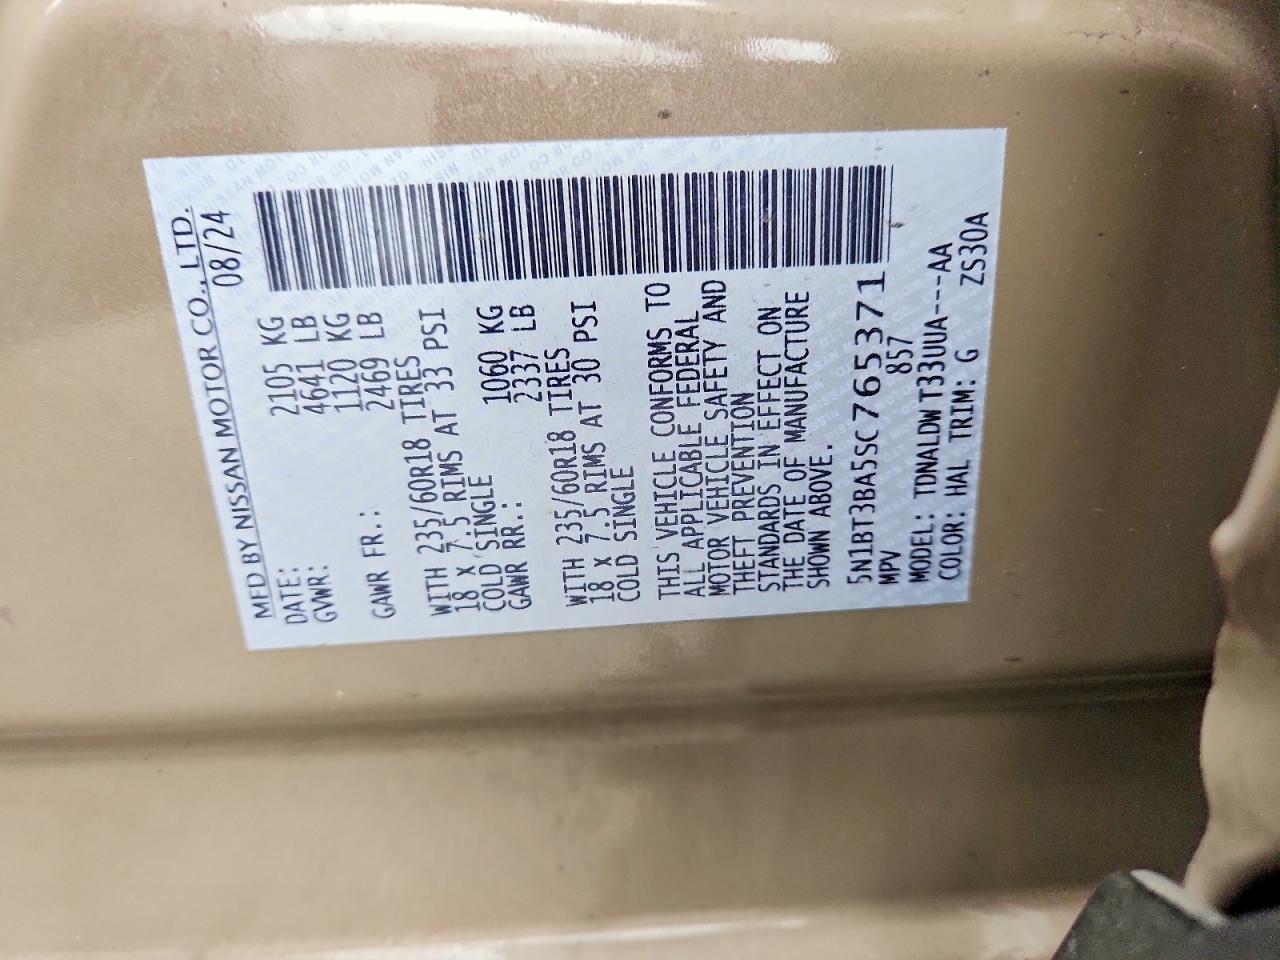 MFD BY NISSAN MOTOR CO., LTD.
DATE: 08/24
GVWR: 2105 KG
4641 LB
GAWR FR.: 1120 KG
2469 LB
WITH 235/60R18 TIRES
18 x 7.5 RIMS AT 33 PSI
COLD SINGLE
GAWR RR.: 1060 KG
2337 LB
WITH 235/60R18 TIRES
18 x 7.5 RIMS AT 30 PSI
COLD SINGLE
THIS VEHICLE CONFORMS TO
ALL APPLICABLE FEDERAL
MOTOR VEHICLE SAFETY AND
THEFT PREVENTION
STANDARDS IN EFFECT ON
THE DATE OF MANUFACTURE
SHOWN ABOVE.
5N1BT3BA5SC765371
MPV 857
MODEL: TDNALDWT33UUA---AA
COLOR: HAL TRIM: G ZS30A